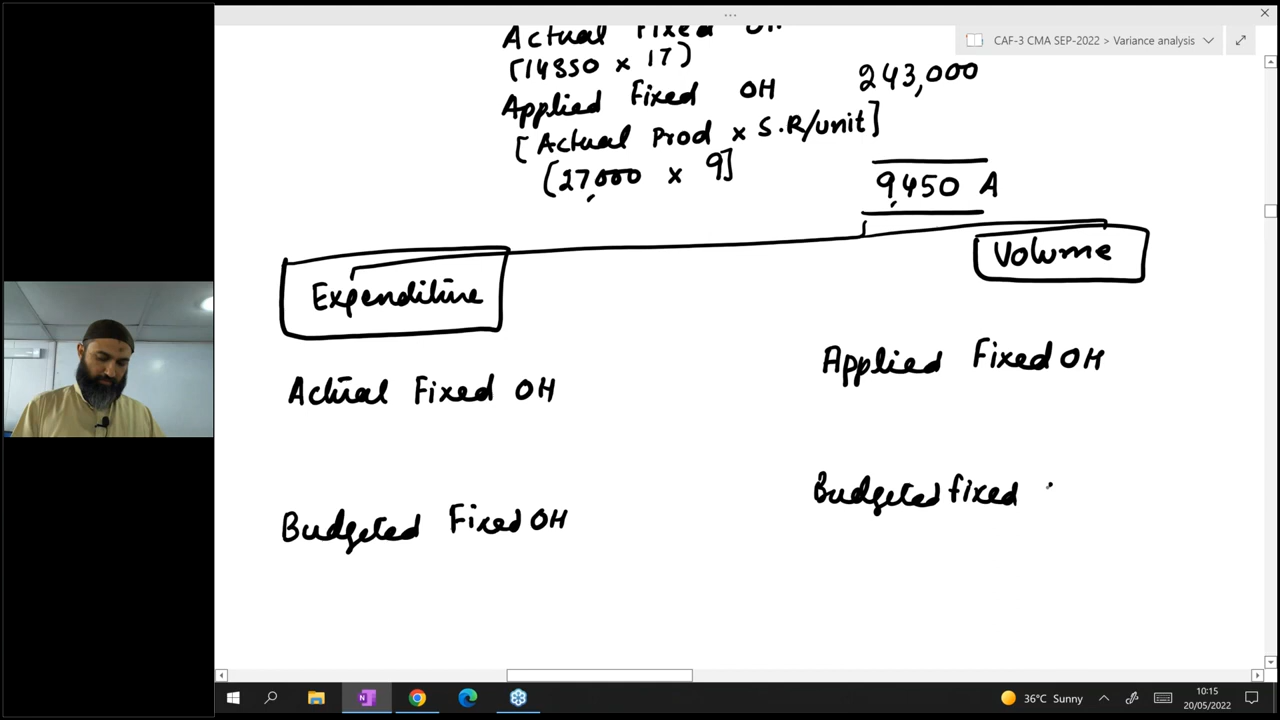 CAF-3 CMA SEP-2022 > Variance analysis
Actual Fixed OH
[14850 x 17)
Applied Fixed OH 243,000
[Actual Prod x S.R/unit]
(27,000 x 9]
9,450 A
Expenditure
Volume
Actual Fixed OH
Applied Fixed OH
Budgeted Fixed OH
Budgeted fixed
36°C Sunny
10:15
20/05/2022